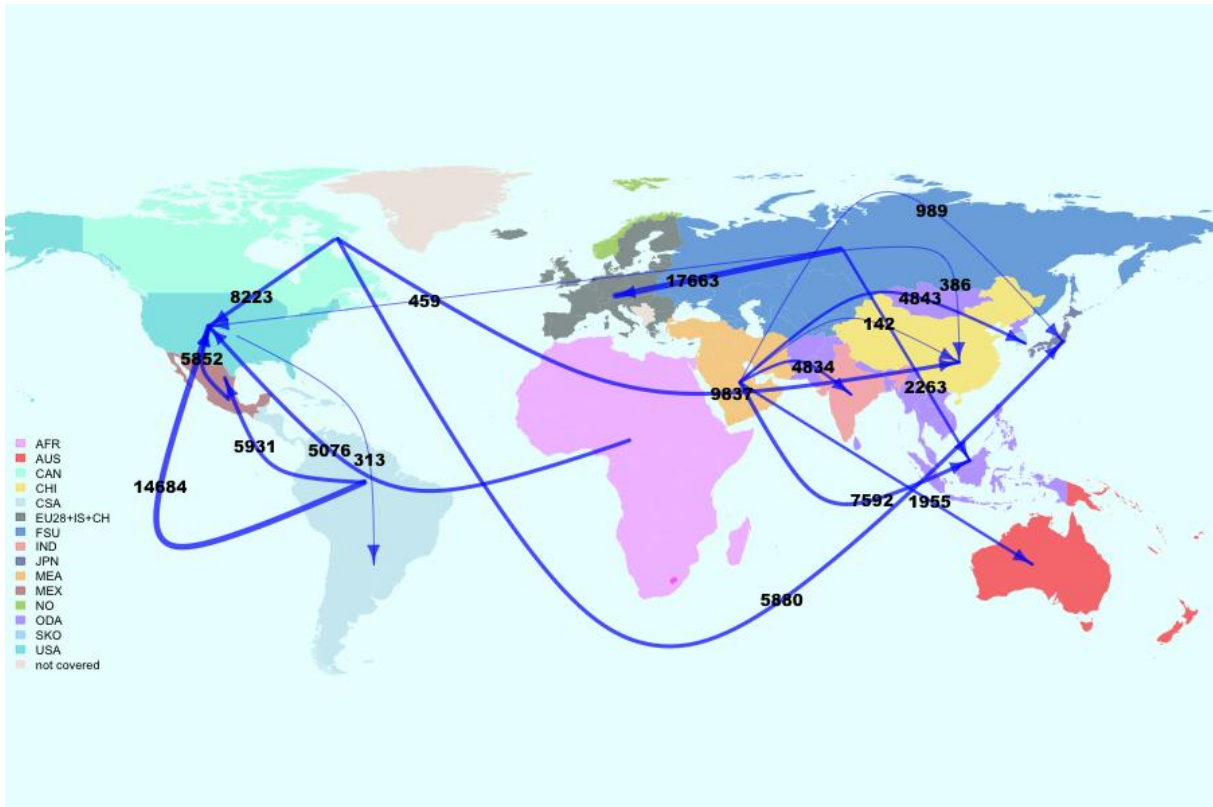 989
17663
386
8223
459
4843
142
5852
4834
9837
2263
AFR
AUS
CAN
CHI
CSA
EU28+IS+CH
FSU
IND
JPN
MEA
MEX
NO
ODA
SKO
USA
not covered
5931
5076
313
14684
7592
1955
5880